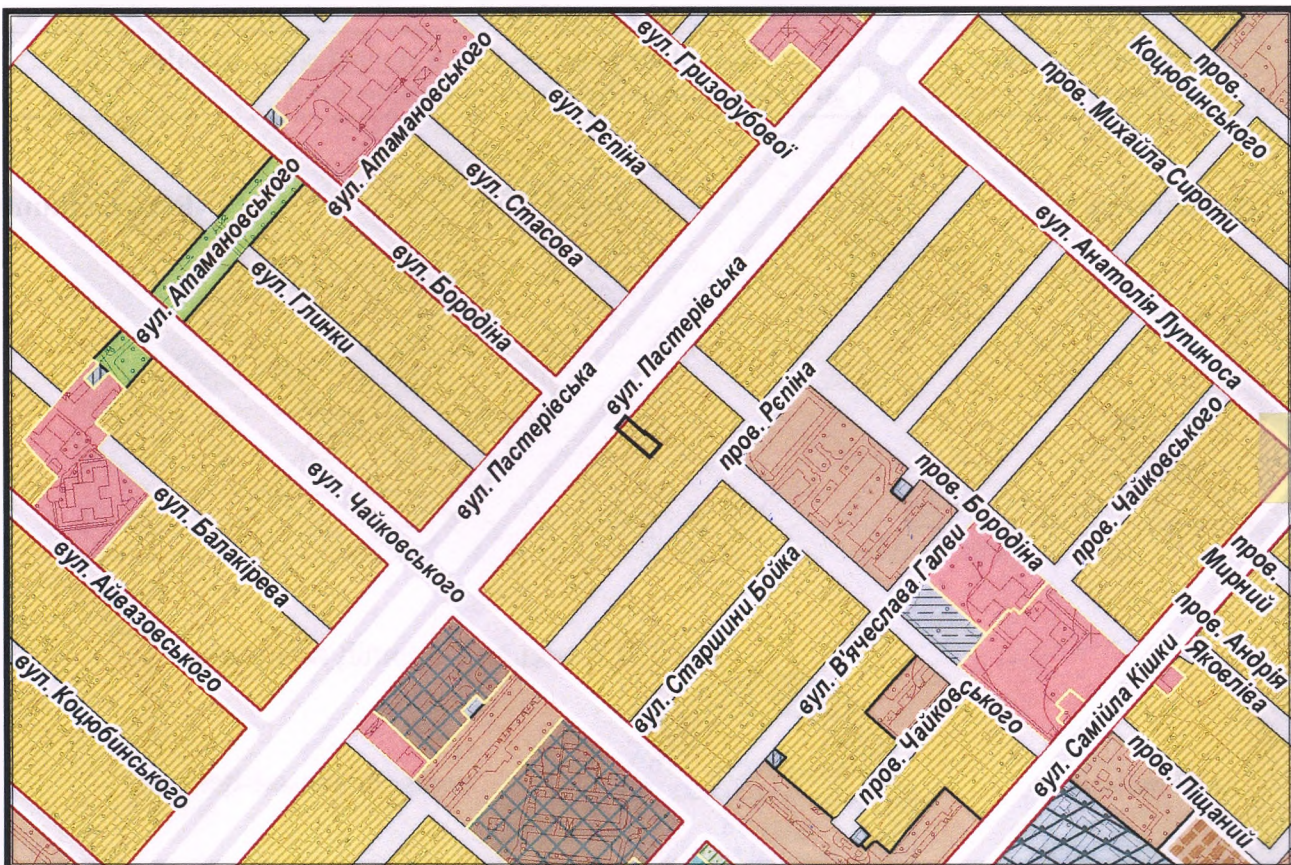 вул. Гризодубової
пров.
Коцюбинського
вул. Атамановського
вул. Рєпіна
пров. Михайла Сироти
вул. Стасова
вул. Атамановського
вул. Бородіна
вул. Глинки
вул. Анатолія Лупиноса
вул. Пастерівська
вул. Пастерівська
пров. Рєпіна
вул. Чайковського
пров. Бородіна
пров. Чайковського
вул. Балакірєва
вул. Айвазовського
вул. Коцюбинського
вул. Старшини Бойка
вул. В'ячеслава Галви
пров. Чайковського
вул. Самійла Кішки
пров.
Мирний
пров. Андрія
Яковліва
пров. Піщаний